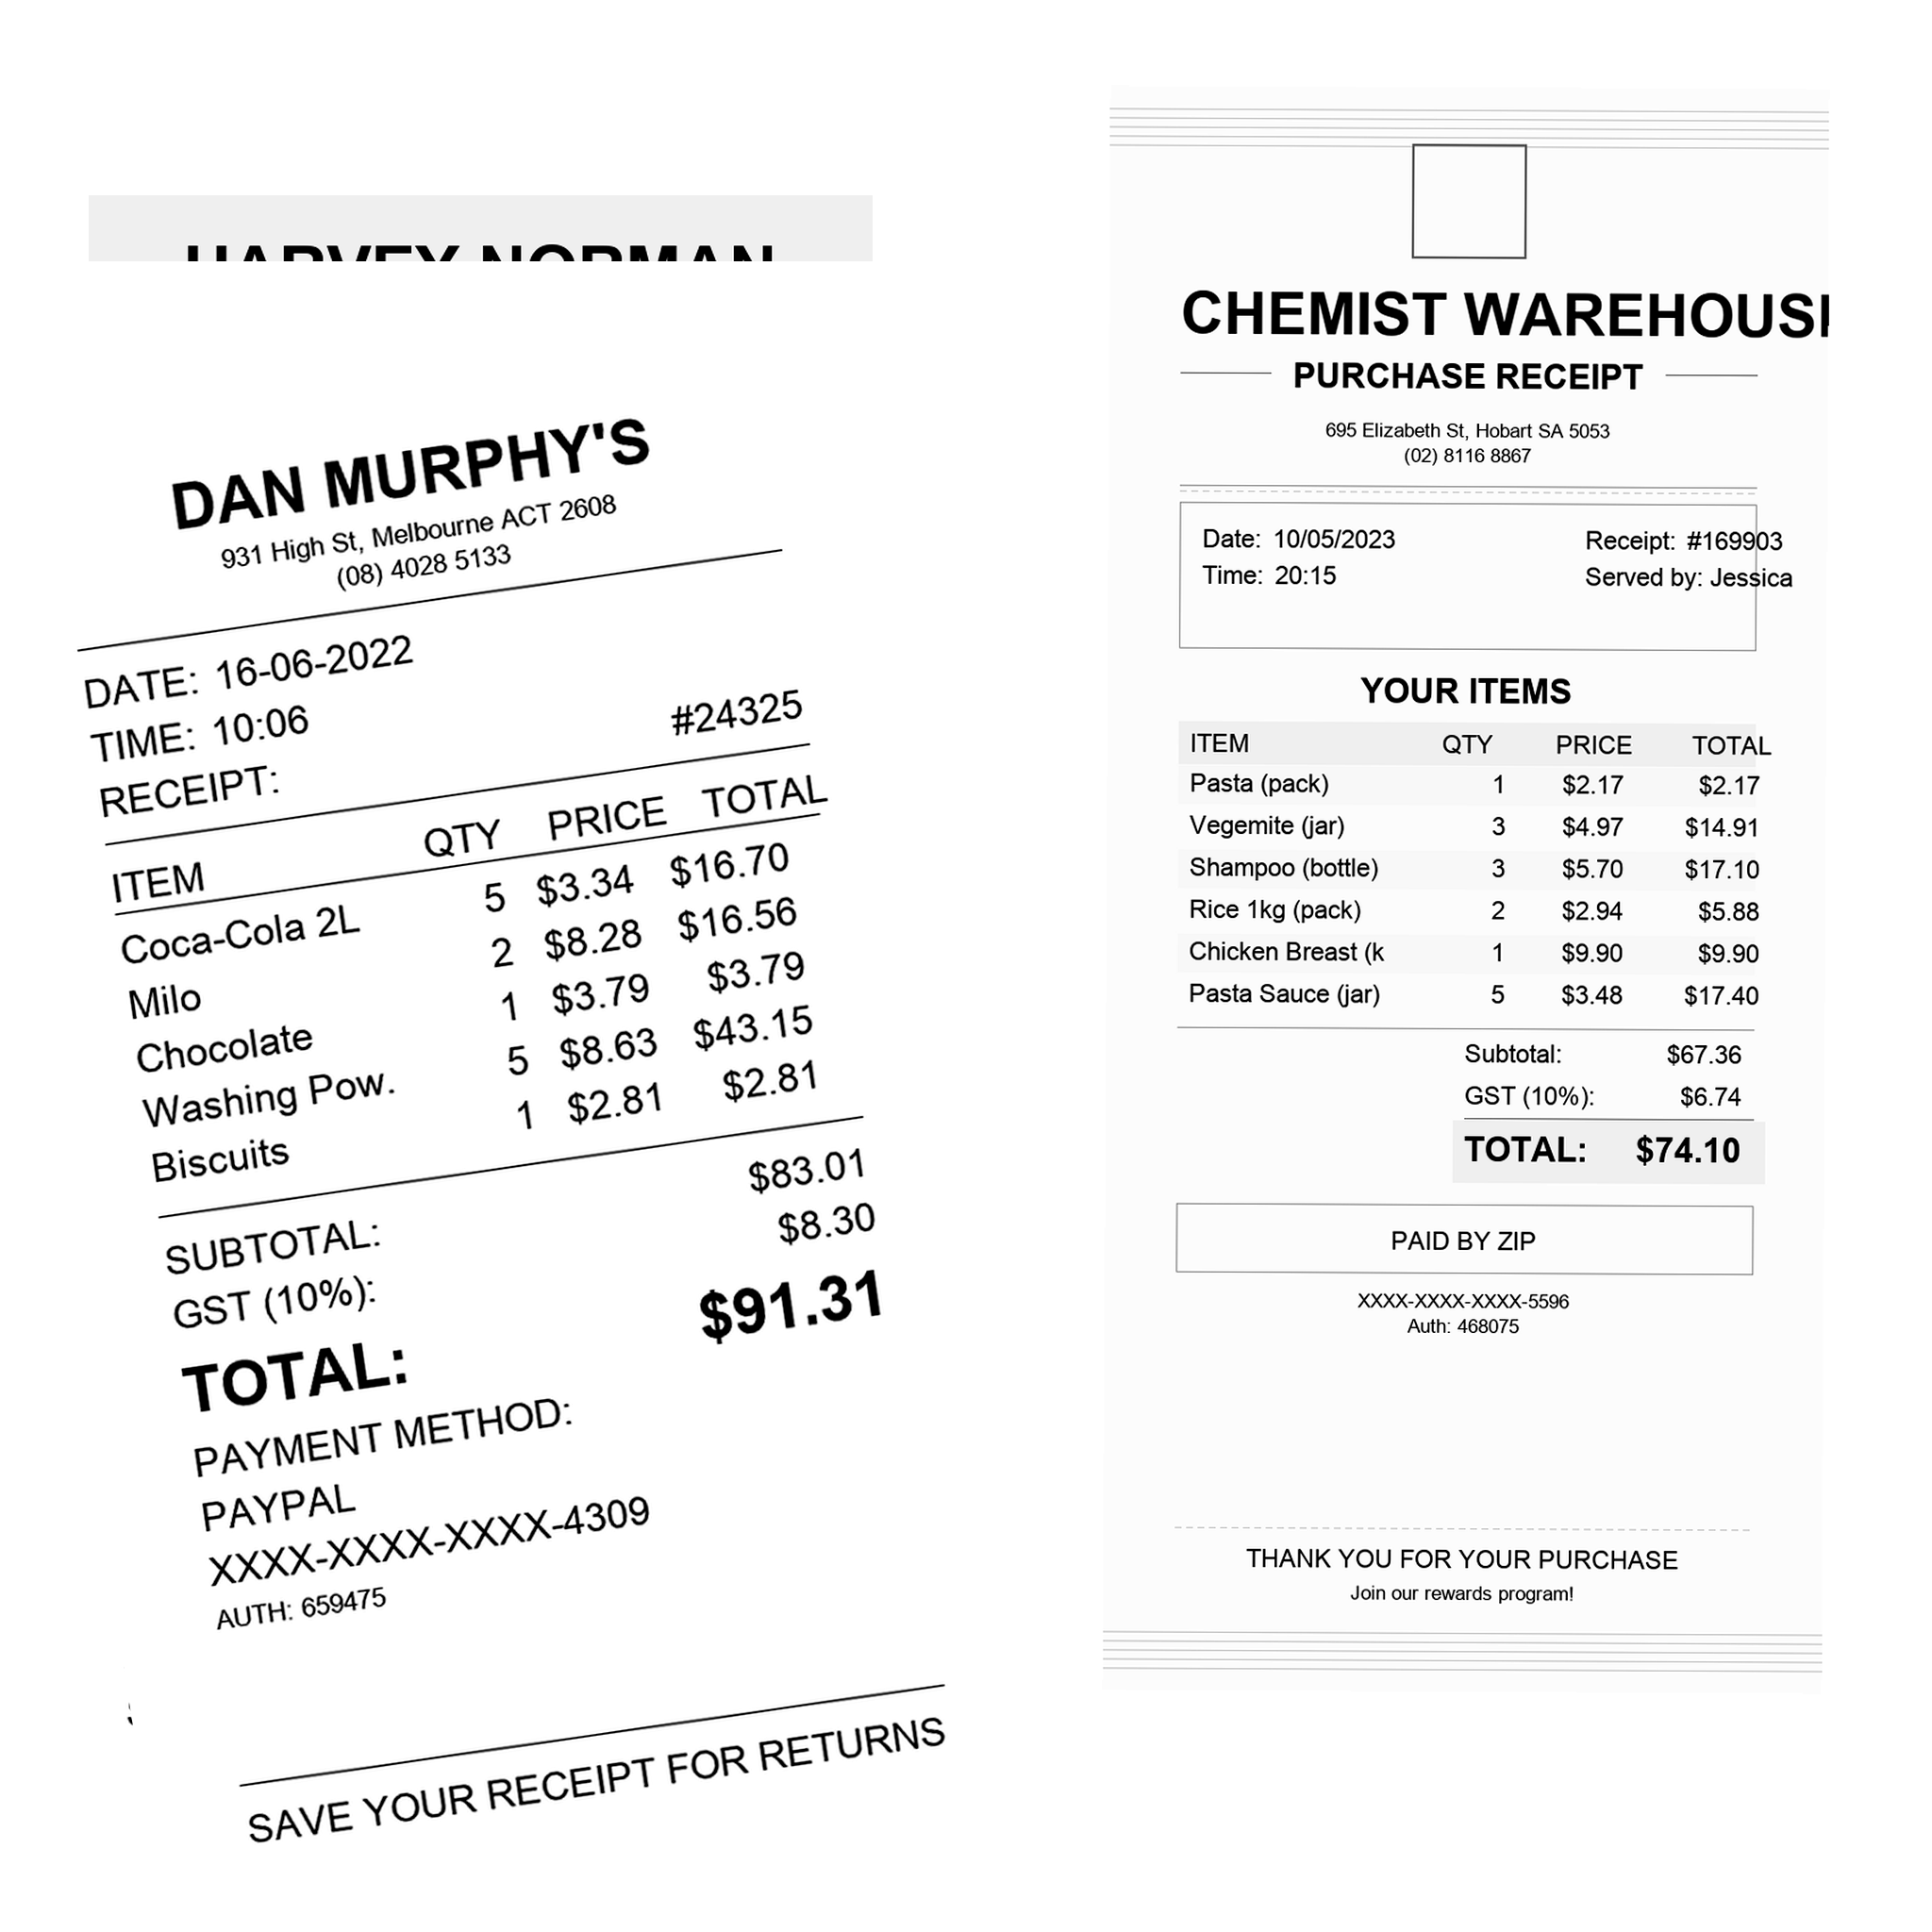 HARVEY NORMAN
DAN MURPHY'S
931 High St, Melbourne ACT 2608
(08) 4028 5133
DATE: 16-06-2022
TIME: 10:06
RECEIPT: #24325
ITEM QTY PRICE TOTAL
Coca-Cola 2L 5 $3.34 $16.70
Milo 2 $8.28 $16.56
Chocolate 1 $3.79 $3.79
Washing Pow. 5 $8.63 $43.15
Biscuits 1 $2.81 $2.81
SUBTOTAL: $83.01
GST (10%): $8.30
TOTAL: $91.31
PAYMENT METHOD:
PAYPAL
XXXX-XXXX-XXXX-4309
AUTH: 659475
SAVE YOUR RECEIPT FOR RETURNS
CHEMIST WAREHOUS
PURCHASE RECEIPT
695 Elizabeth St, Hobart SA 5053
(02) 8116 8867
Date: 10/05/2023 Receipt: #169903
Time: 20:15 Served by: Jessica
YOUR ITEMS
ITEM QTY PRICE TOTAL
Pasta (pack) 1 $2.17 $2.17
Vegemite (jar) 3 $4.97 $14.91
Shampoo (bottle) 3 $5.70 $17.10
Rice 1kg (pack) 2 $2.94 $5.88
Chicken Breast (k 1 $9.90 $9.90
Pasta Sauce (jar) 5 $3.48 $17.40
Subtotal: $67.36
GST (10%): $6.74
TOTAL: $74.10
PAID BY ZIP
XXXX-XXXX-XXXX-5596
Auth: 468075
THANK YOU FOR YOUR PURCHASE
Join our rewards program!